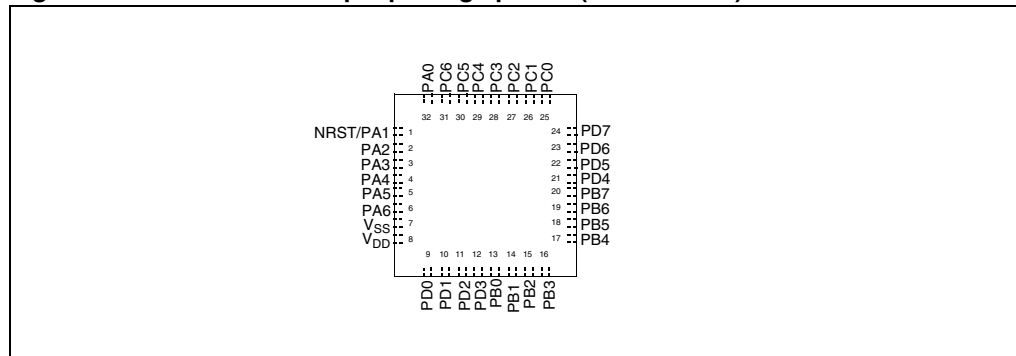 PA0 PC6 PC5 PC4 PC3 PC2 PC1 PC0
32 31 30 29 28 27 26 25
NRST/PA1 1 24 PD7
PA2 2 23 PD6
PA3 3 22 PD5
PA4 4 21 PD4
PA5 5 20 PB7
PA6 6 19 PB6
VSS 7 18 PB5
VDD 8 17 PB4
9 10 11 12 13 14 15 16
PD0 PD1 PD2 PD3 PB0 PB1 PB2 PB3